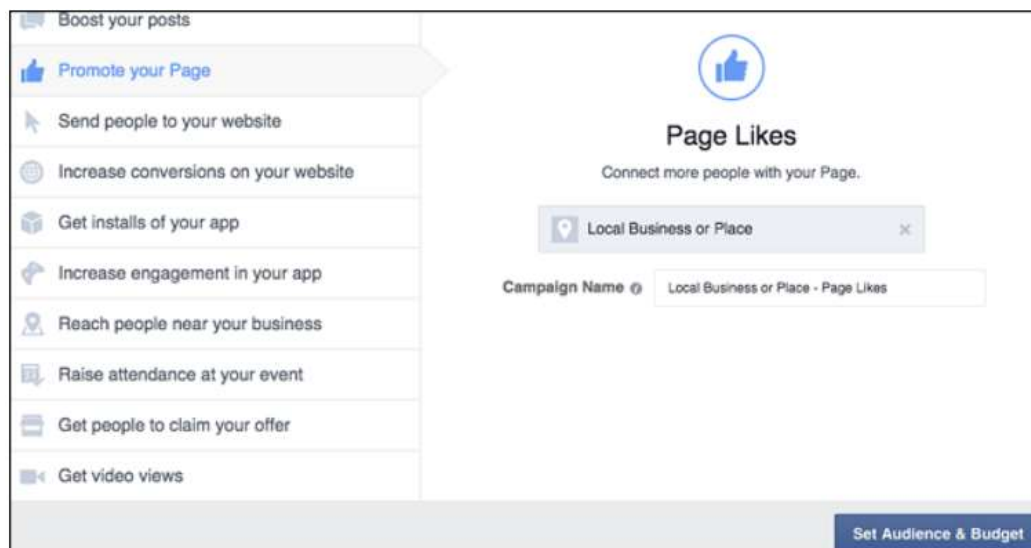 Boost your posts
Promote your Page
Send people to your website
Increase conversions on your website
Get installs of your app
Increase engagement in your app
Reach people near your business
Raise attendance at your event
Get people to claim your offer
Get video views
Page Likes
Connect more people with your Page.
Local Business or Place
Campaign Name
Local Business or Place - Page Likes
Set Audience & Budget